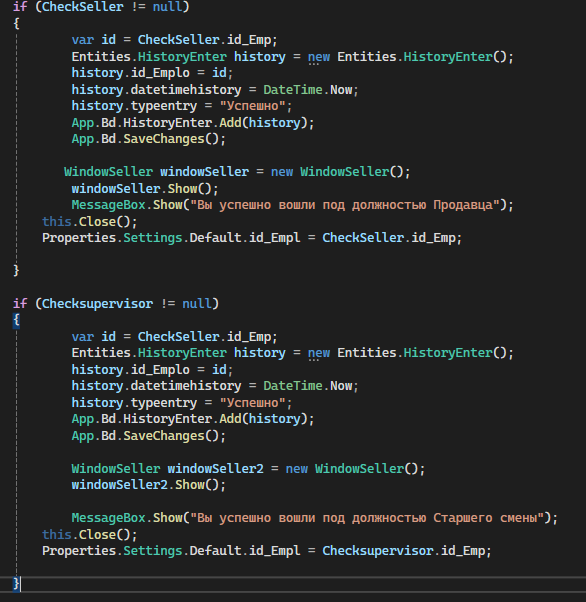 if (CheckSeller != null)
{
var id = CheckSeller.id_Emp;
Entities.HistoryEnter history = new Entities.HistoryEnter();
history.id_Emplo = id;
history.datetimehistory = DateTime.Now;
history.typeentry = "Успешно";
App.Bd.HistoryEnter.Add(history);
App.Bd.SaveChanges();
WindowSeller windowSeller = new WindowSeller();
windowSeller.Show();
MessageBox.Show("Вы успешно вошли под должностью Продавца");
this.Close();
Properties.Settings.Default.id_Empl = CheckSeller.id_Emp;
}
if (Checksupervisor != null)
{
var id = CheckSeller.id_Emp;
Entities.HistoryEnter history = new Entities.HistoryEnter();
history.id_Emplo = id;
history.datetimehistory = DateTime.Now;
history.typeentry = "Успешно";
App.Bd.HistoryEnter.Add(history);
App.Bd.SaveChanges();
WindowSeller windowSeller2 = new WindowSeller();
windowSeller2.Show();
MessageBox.Show("Вы успешно вошли под должностью Старшего смены");
this.Close();
Properties.Settings.Default.id_Empl = Checksupervisor.id_Emp;
}